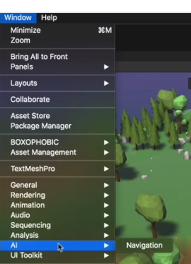 Window Help
Minimize ⌘M
Zoom
Bring All to Front
Panels
Layouts
Collaborate
Asset Store
Package Manager
BOXOPHOBIC
Asset Management
TextMeshPro
General
Rendering
Animation
Audio
Sequencing
Analysis
AI Navigation
UI Toolkit